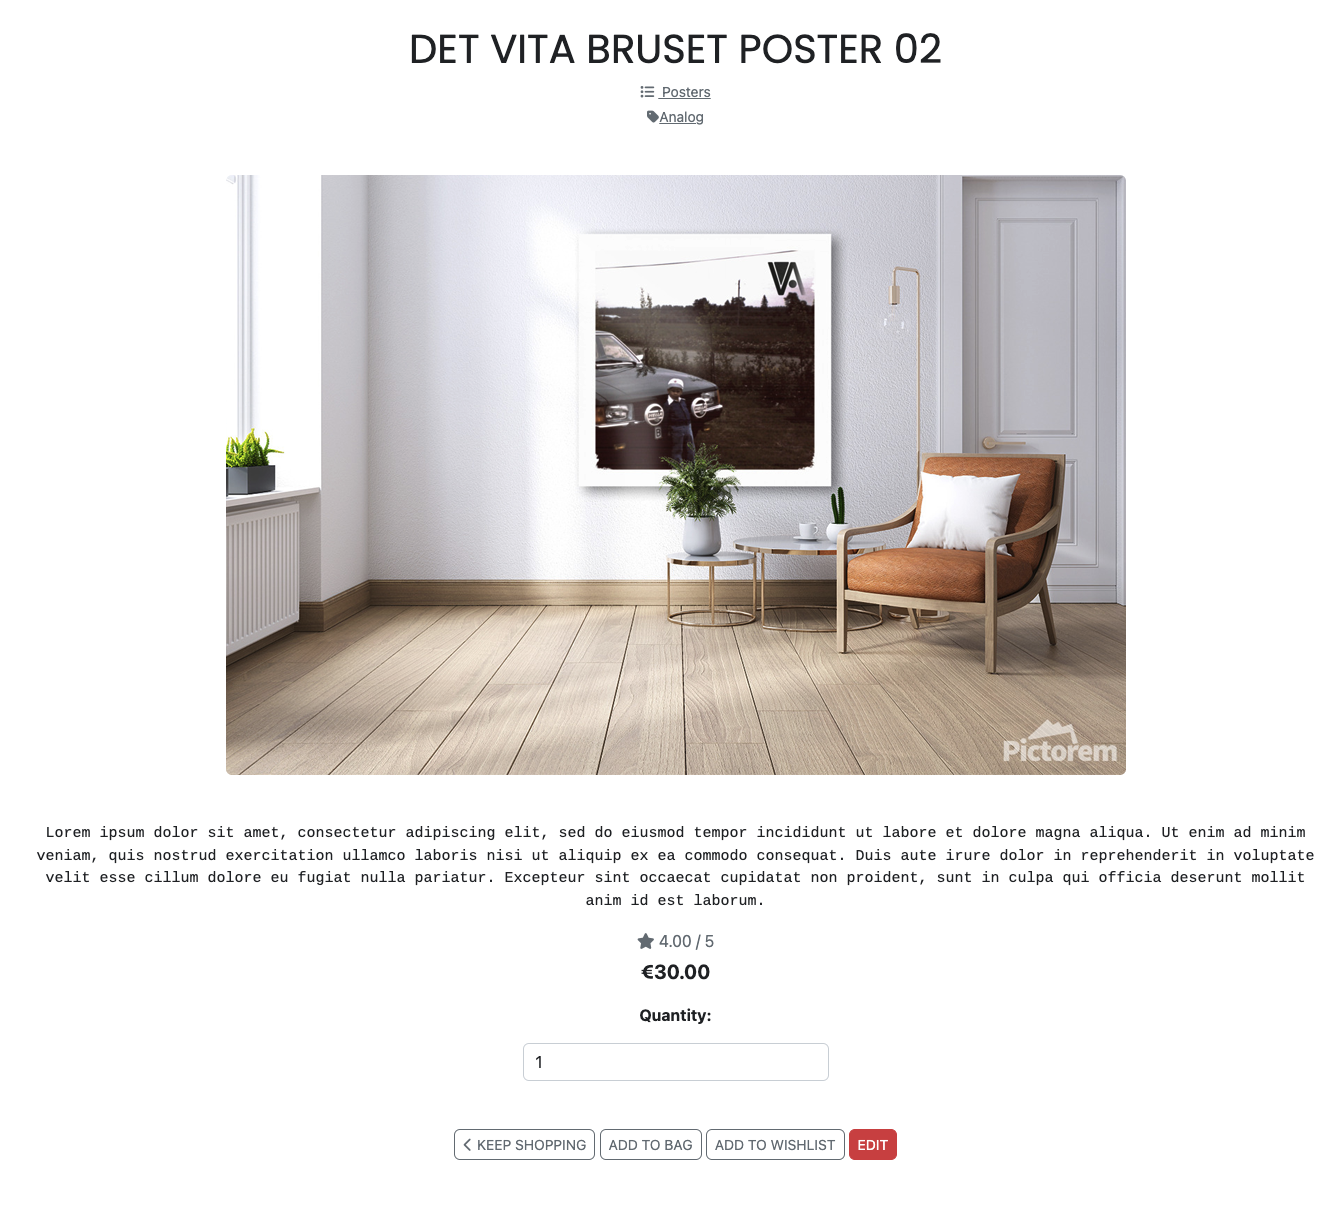 DET VITA BRUSET POSTER 02
Posters
Analog
VA
Pictorem
Lorem ipsum dolor sit amet, consectetur adipiscing elit, sed do eiusmod tempor incididunt ut labore et dolore magna aliqua. Ut enim ad minim
veniam, quis nostrud exercitation ullamco laboris nisi ut aliquip ex ea commodo consequat. Duis aute irure dolor in reprehenderit in voluptate
velit esse cillum dolore eu fugiat nulla pariatur. Excepteur sint occaecat cupidatat non proident, sunt in culpa qui officia deserunt mollit
anim id est laborum.
4.00 / 5
€30.00
Quantity:
1
KEEP SHOPPING ADD TO BAG ADD TO WISHLIST EDIT